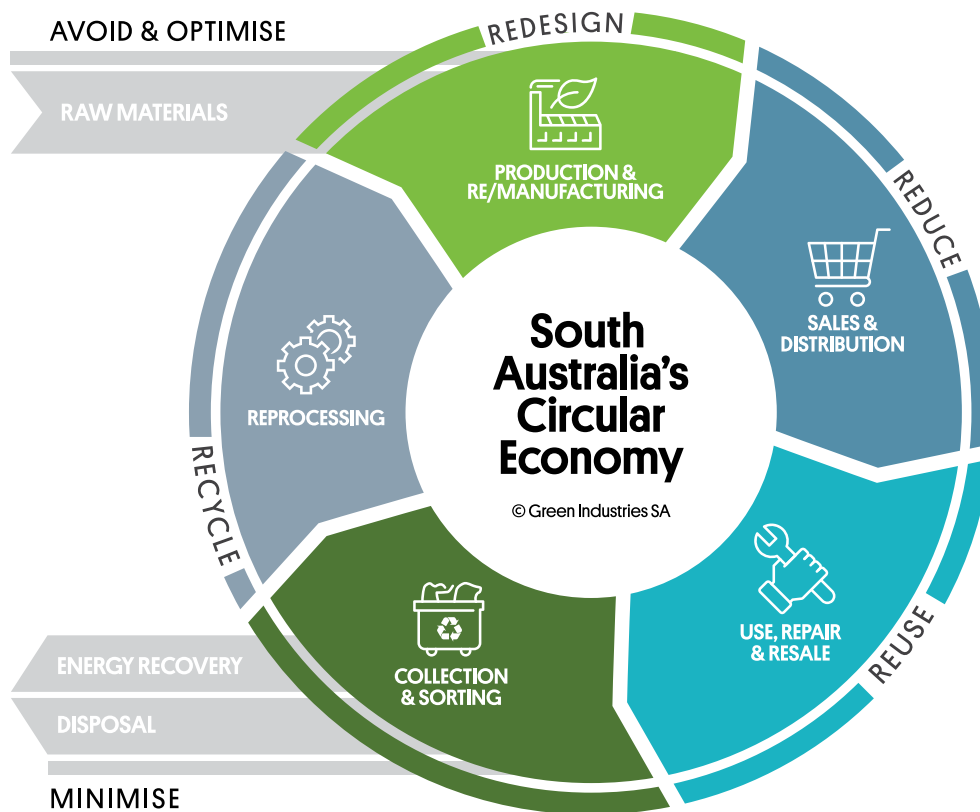 AVOID & OPTIMISE
RAW MATERIALS
REDESIGN
PRODUCTION &
RE/MANUFACTURING
REDUCE
SALES &
DISTRIBUTION
South
Australia's
Circular
Economy
© Green Industries SA
REPROCESSING
RECYCLE
USE, REPAIR
& RESALE
REUSE
COLLECTION
& SORTING
ENERGY RECOVERY
DISPOSAL
MINIMISE